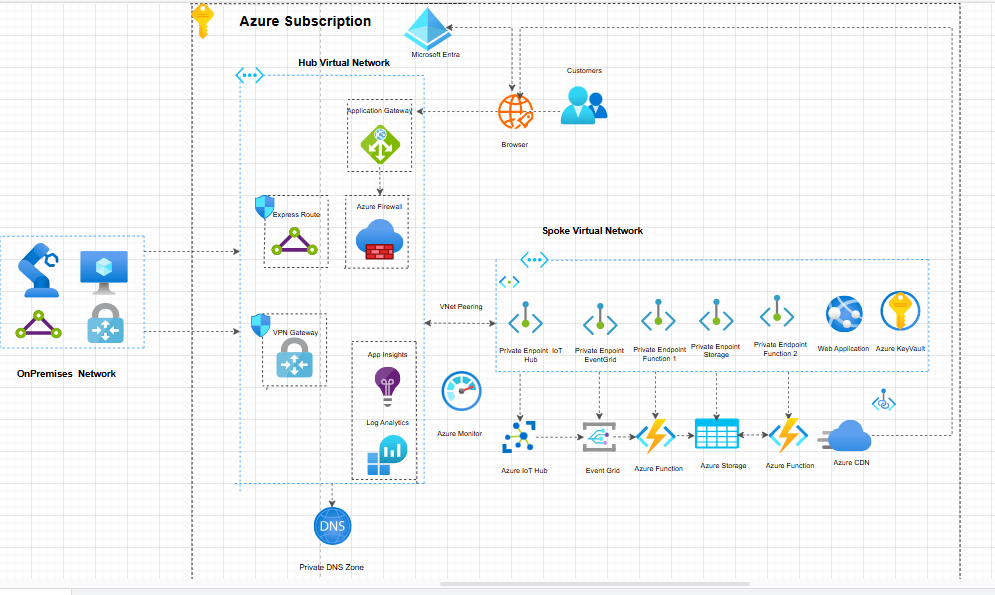 Azure Subscription
Microsoft Entra
Hub Virtual Network
Customers
Application Gateway
Browser
Express Route
Azure Firewall
Spoke Virtual Network
VNet Peering
VPN Gateway
Private Enpoint IoT
Hub
Private Enpoint
EventGrid
Private Endpoint
Function 1
Private Enpoint
Storage
Private Endpoint
Function 2
Web Application
Azure KeyVault
OnPremises Network
App Insights
Log Analytics
Azure Monitor
Azure IoT Hub
Event Grid
Azure Function
Azure Storage
Azure Function
Azure CDN
DNS
Private DNS Zone